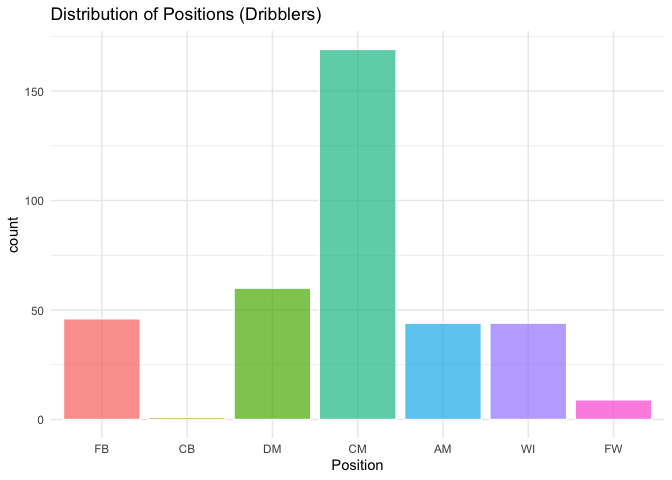 Distribution of Positions (Dribblers)
count
150
100
50
0
FB CB DM CM AM WI FW
Position